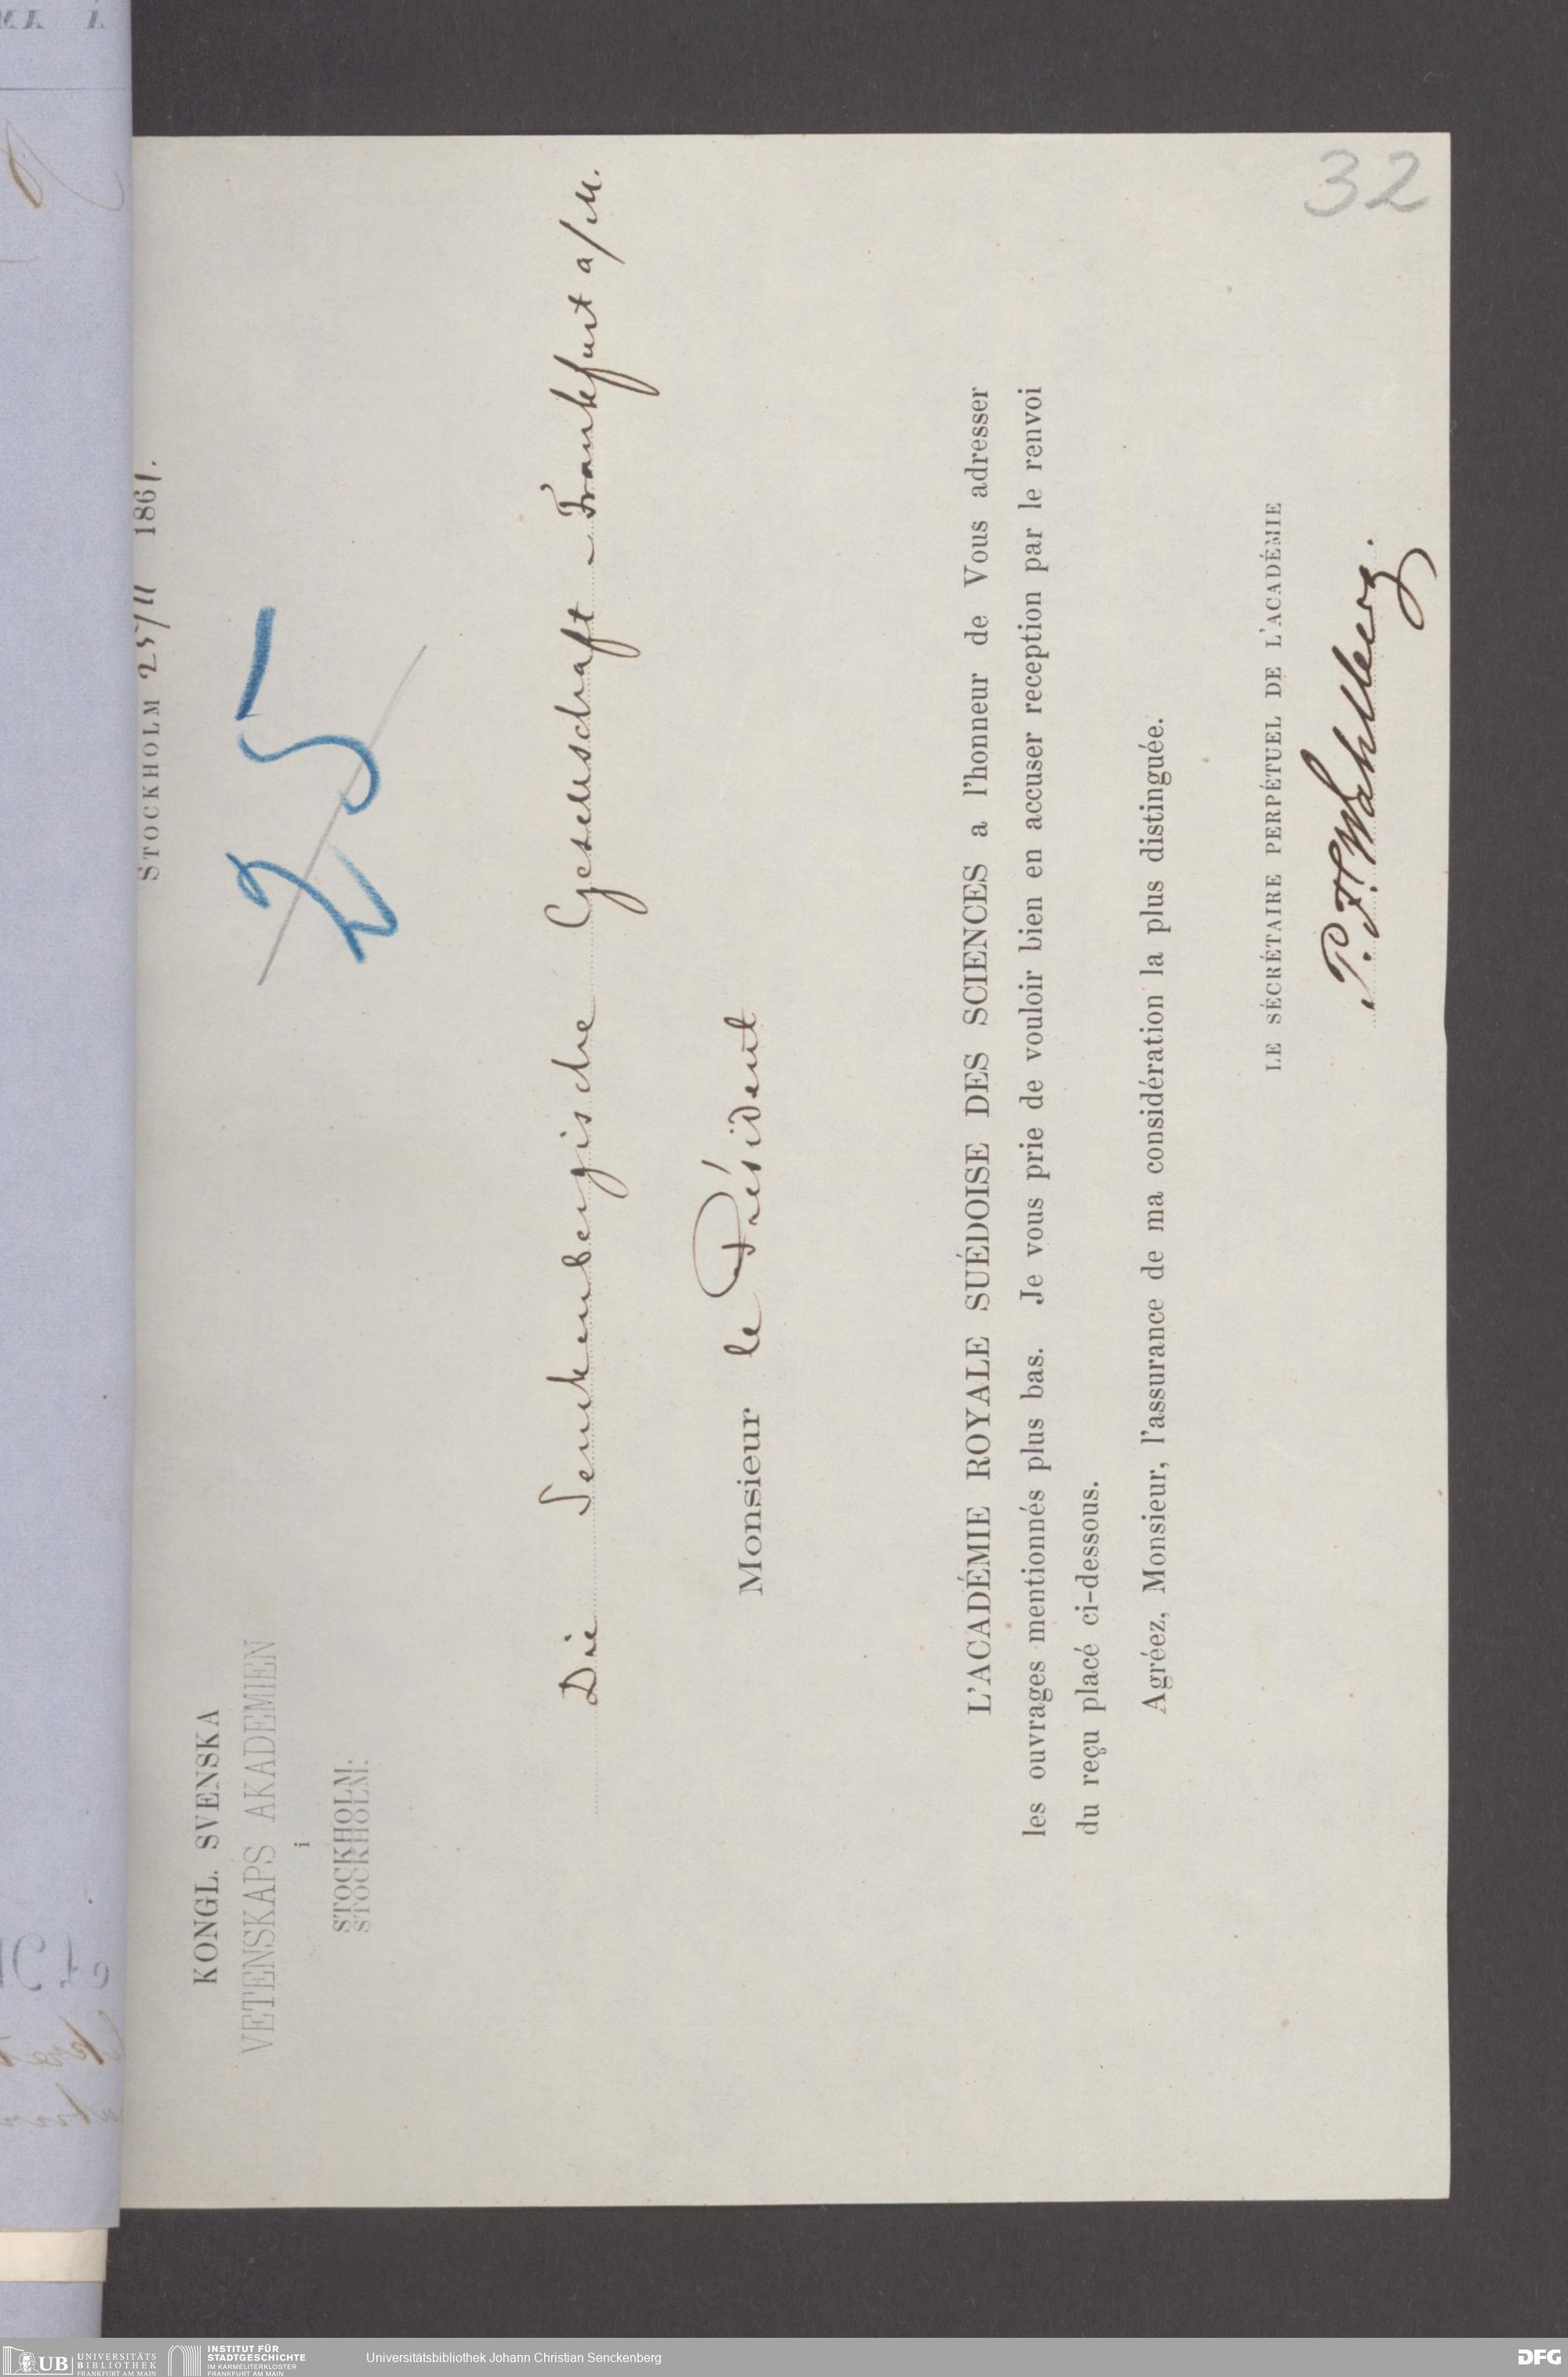 KONGL. SVENSKA
VETENSKAPS AKADEMIEN
i
STOCKHOLM:
STOCKHOLM:
STOCKHOLM 1861.
25
Die Senckenbergische Gesellschaft – Frankfurt a/M.
Monsieur le Président
L'ACADÉMIE ROYALE SUÉDOISE DES SCIENCES a l'honneur de Vous adresser
les ouvrages mentionnés plus bas. Je vous prie de vouloir bien en accuser reception par le renvoi
du reçu placé ci-dessous.
Agréez, Monsieur, l'assurance de ma considération la plus distinguée.
LE SÉCRÉTAIRE PERPÉTUEL DE L'ACADÉMIE
P. F. Wahlberg.
32
UB UNIVERSITÄTS
BIBLIOTHEK
FRANKFURT AM MAIN
INSTITUT FÜR
STADTGESCHICHTE
IM KARMELITERKLOSTER
FRANKFURT AM MAIN
Universitätsbibliothek Johann Christian Senckenberg
DFG